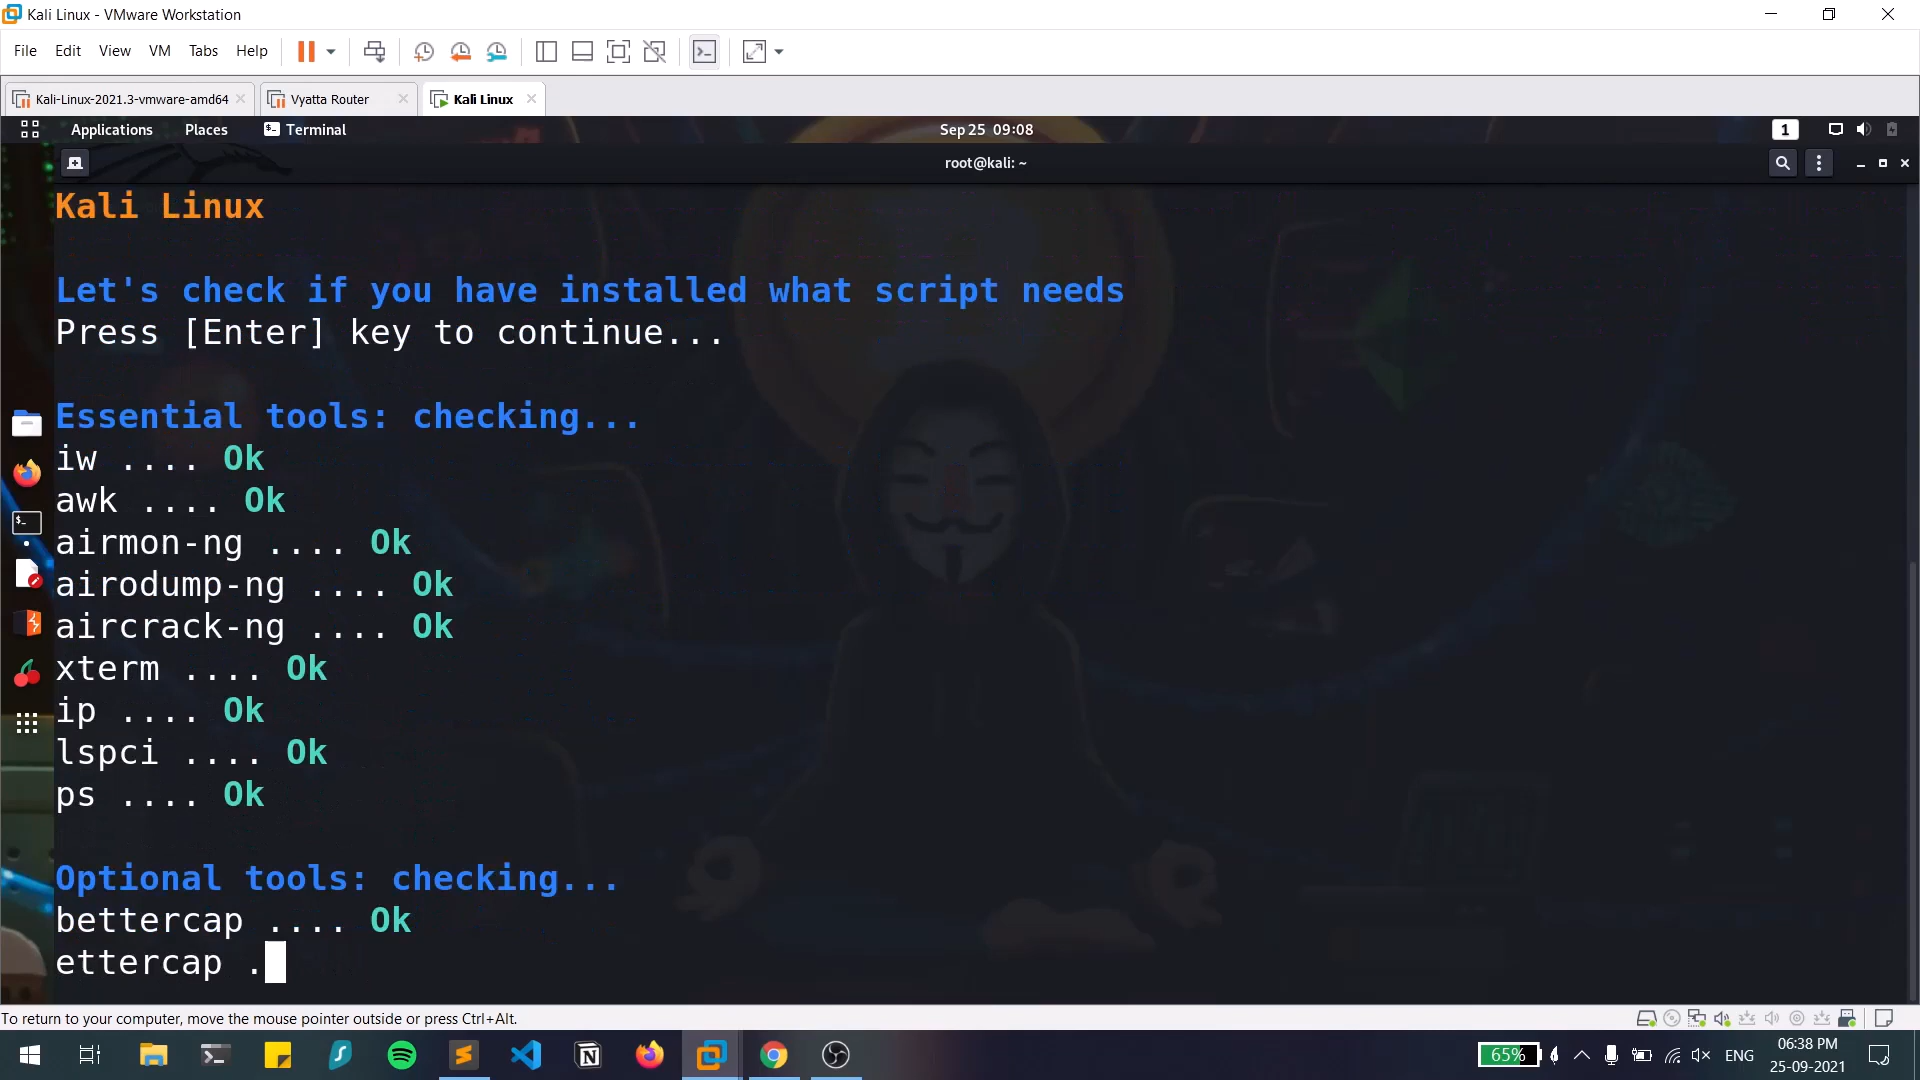 Kali Linux - VMware Workstation
File Edit View VM Tabs Help
Kali-Linux-2021.3-vmware-amd64 Vyatta Router Kali Linux
Applications Places Terminal Sep 25 09:08 1
root@kali: ~
Kali Linux
Let's check if you have installed what script needs
Press [Enter] key to continue...
Essential tools: checking...
iw .... Ok
awk .... Ok
airmon-ng .... Ok
airodump-ng .... Ok
aircrack-ng .... Ok
xterm .... Ok
ip .... Ok
lspci .... Ok
ps .... Ok
Optional tools: checking...
bettercap .... Ok
ettercap .
To return to your computer, move the mouse pointer outside or press Ctrl+Alt.
65% ENG 06:38 PM
25-09-2021